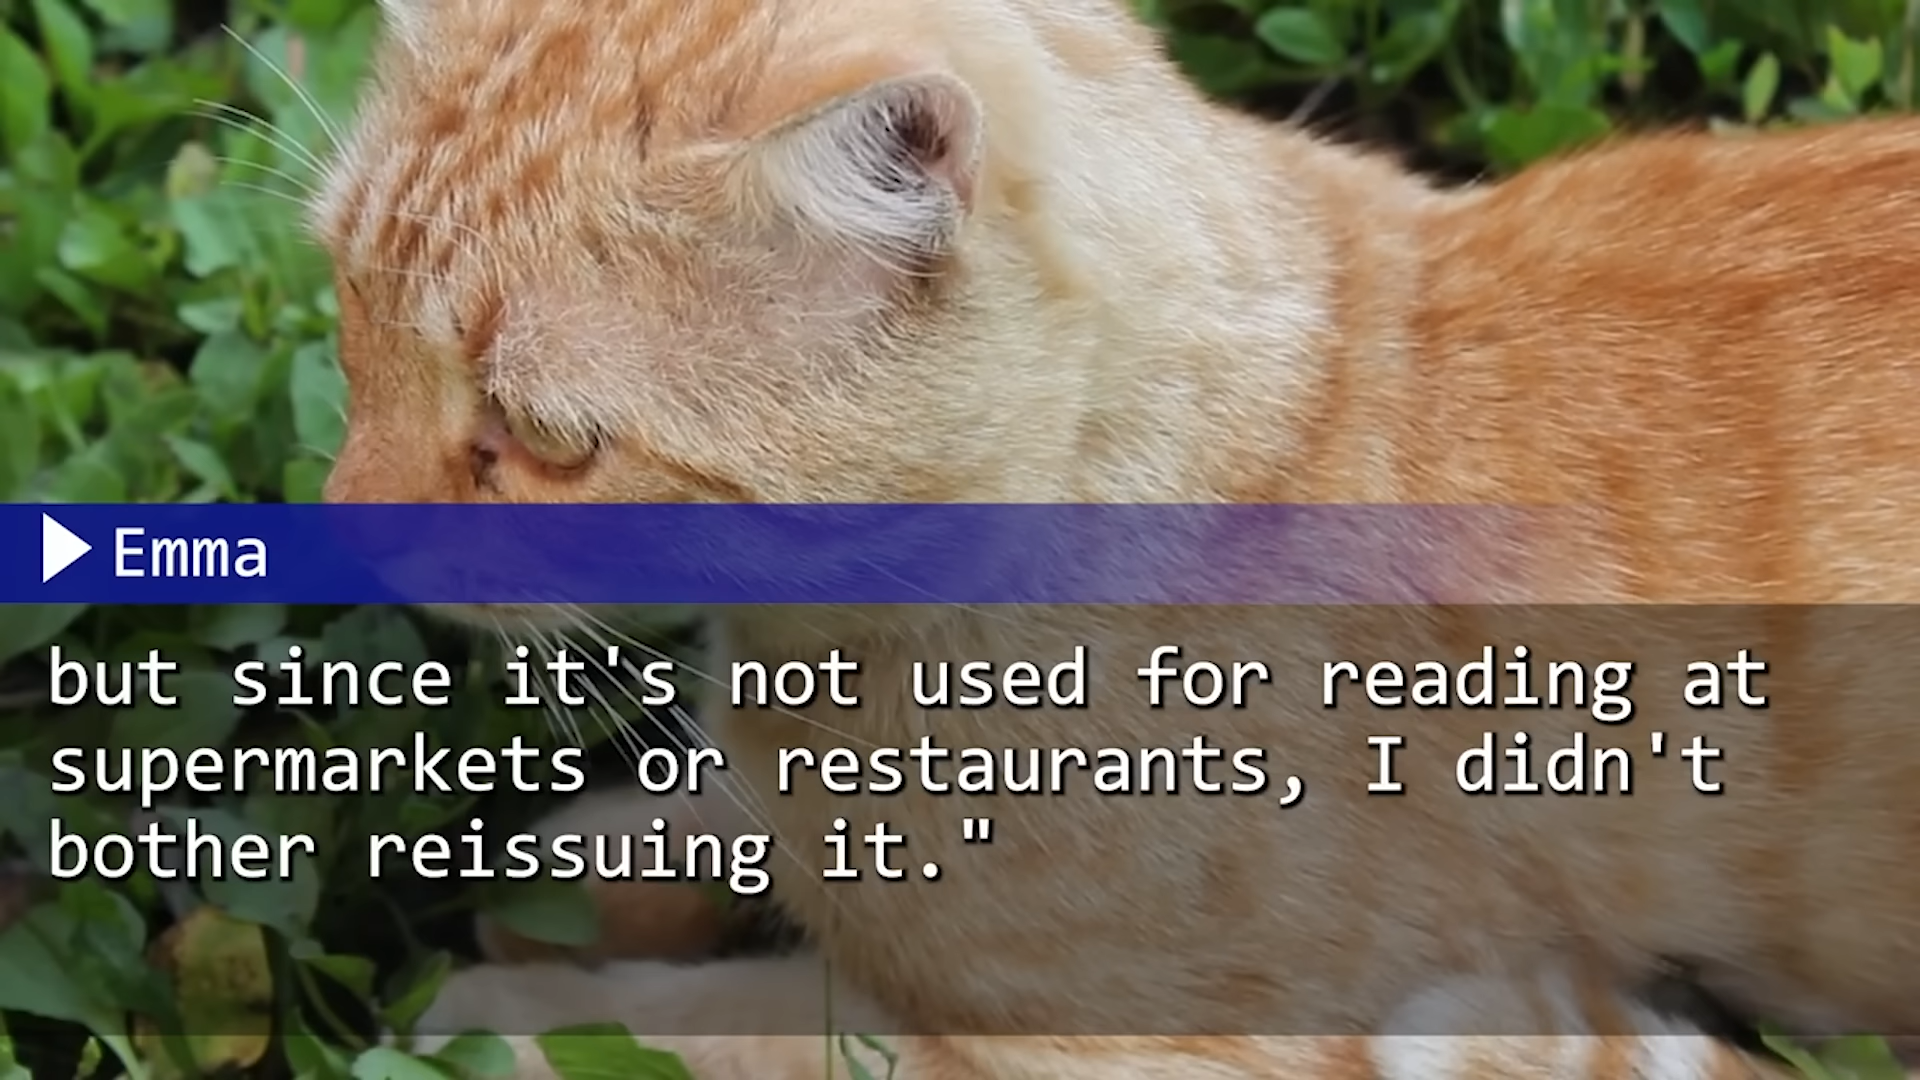 Emma
but since it's not used for reading at
supermarkets or restaurants, I didn't
bother reissuing it."